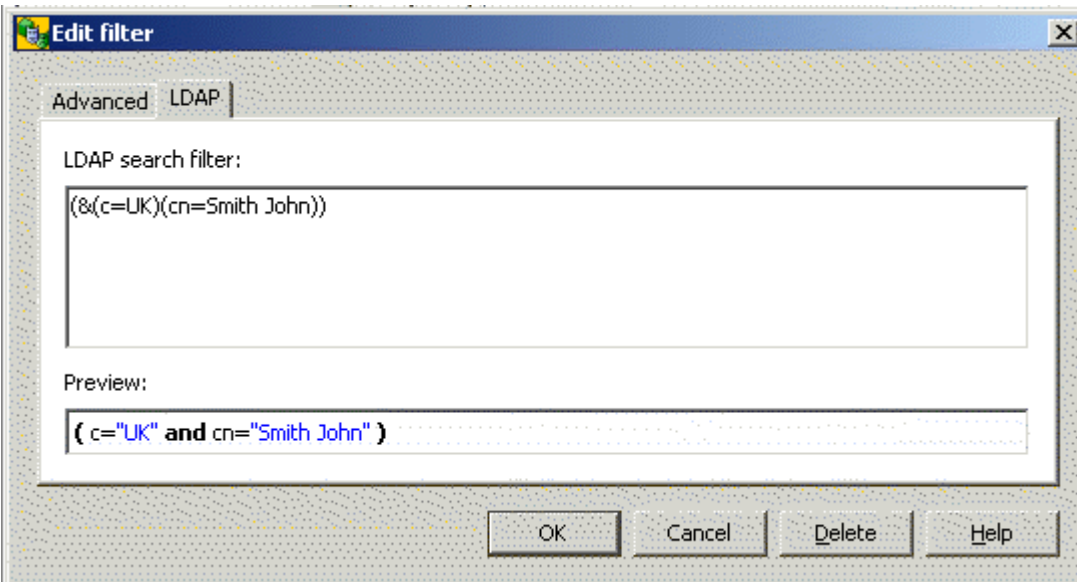 Edit filter
Advanced LDAP
LDAP search filter:
(&(c=UK)(cn=Smith John))
Preview:
( c="UK" and cn="Smith John" )
OK Cancel Delete Help